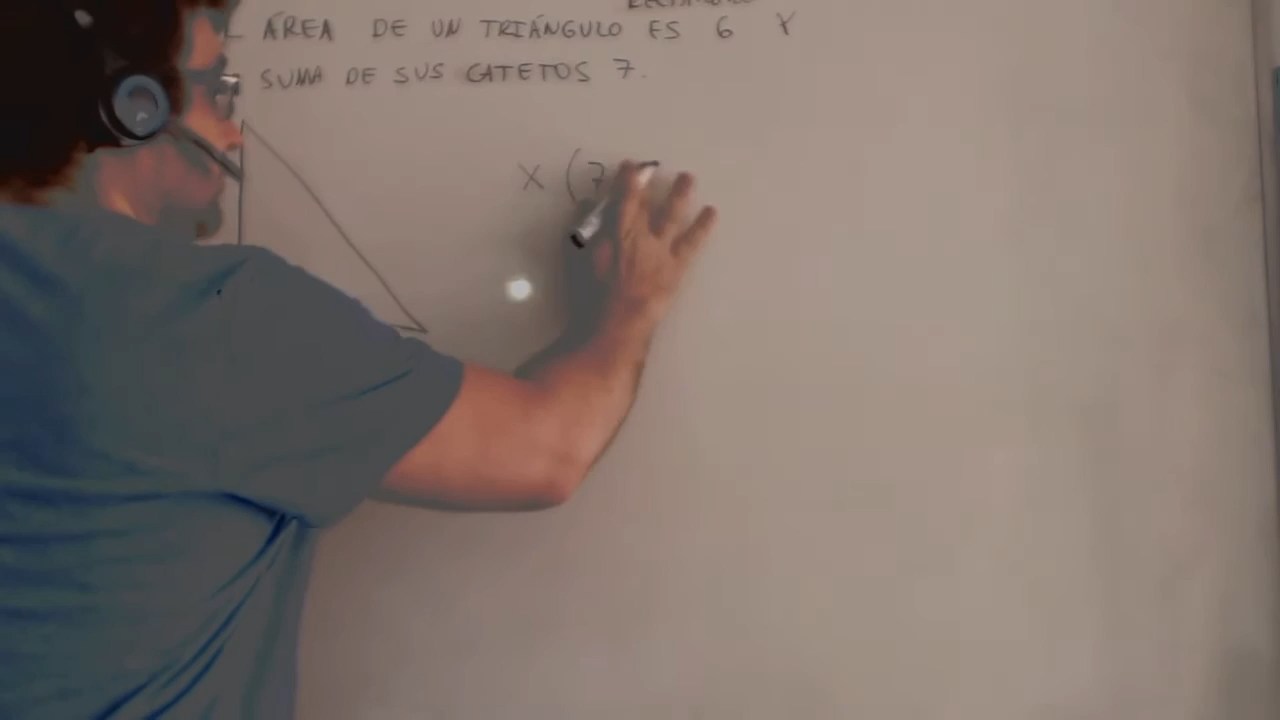 ÁREA DE UN TRIÁNGULO ES 6 Y
SUMA DE SUS CATETOS 7.
X (7